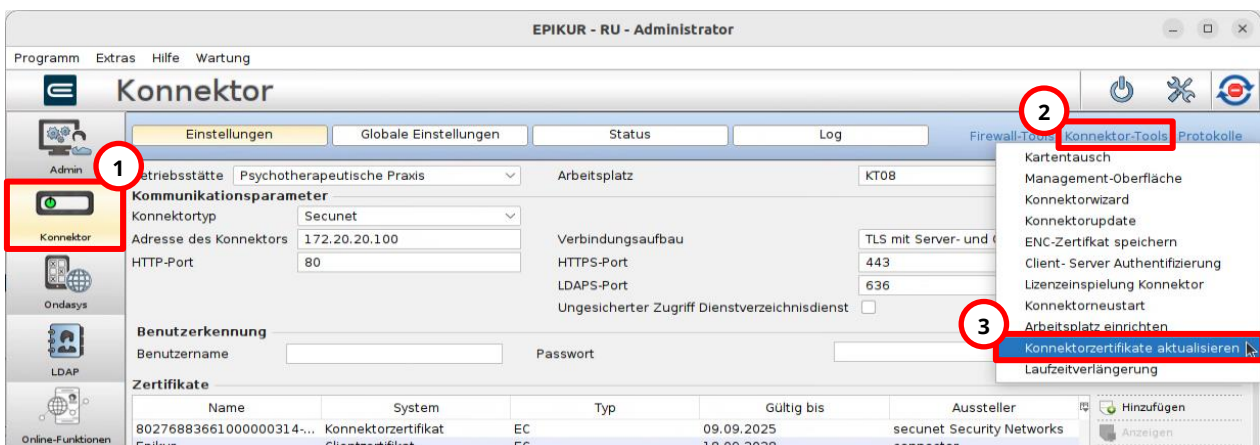 EPIKUR - RU - Administrator
Programm Extras Hilfe Wartung
Konnektor
2
Einstellungen Globale Einstellungen Status Log Firewall-Tools Konnektor-Tools Protokolle
Admin
1
Betriebsstätte Psychotherapeutische Praxis Arbeitsplatz KT08
Kommunikationsparameter
Konnektortyp Secunet
Konnektor
Adresse des Konnektors 172.20.20.100 Verbindungsaufbau TLS mit Server- und
HTTP-Port 80 HTTPS-Port 443
LDAPS-Port 636
Ungesicherter Zugriff Dienstverzeichnisdienst
Ondasys
Benutzerkennung
Benutzername Passwort
LDAP
Zertifikate
Name System Typ Gültig bis Aussteller
80276883661000000314-... Konnektorzertifikat EC 09.09.2025 secunet Security Networks
Online-Funktionen
Kartentausch
Management-Oberfläche
Konnektorwizard
Konnektorupdate
ENC-Zertifkat speichern
Client- Server Authentifizierung
Lizenzeinspielung Konnektor
Konnektorneustart
Arbeitsplatz einrichten
3
Konnektorzertifikate aktualisieren
Laufzeitverlängerung
Hinzufügen
Anzeigen